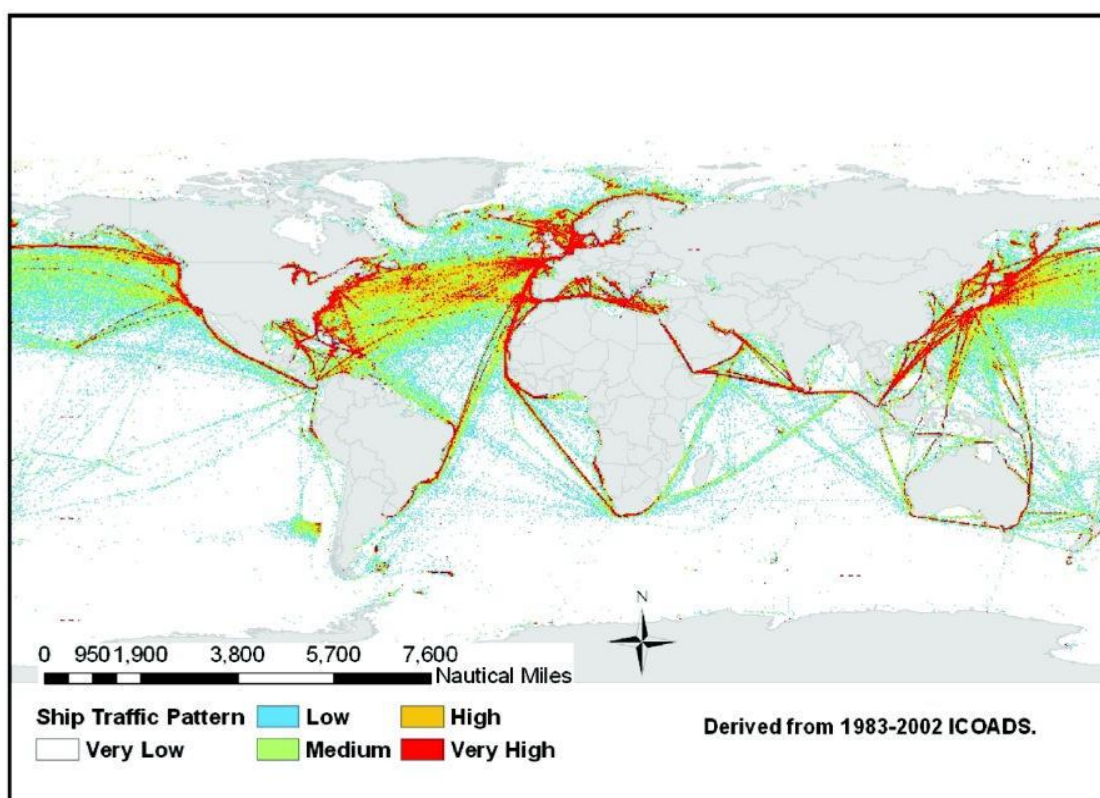 N
0 950 1,900 3,800 5,700 7,600
Nautical Miles
Ship Traffic Pattern Low High
Very Low Medium Very High
Derived from 1983-2002 ICOADS.